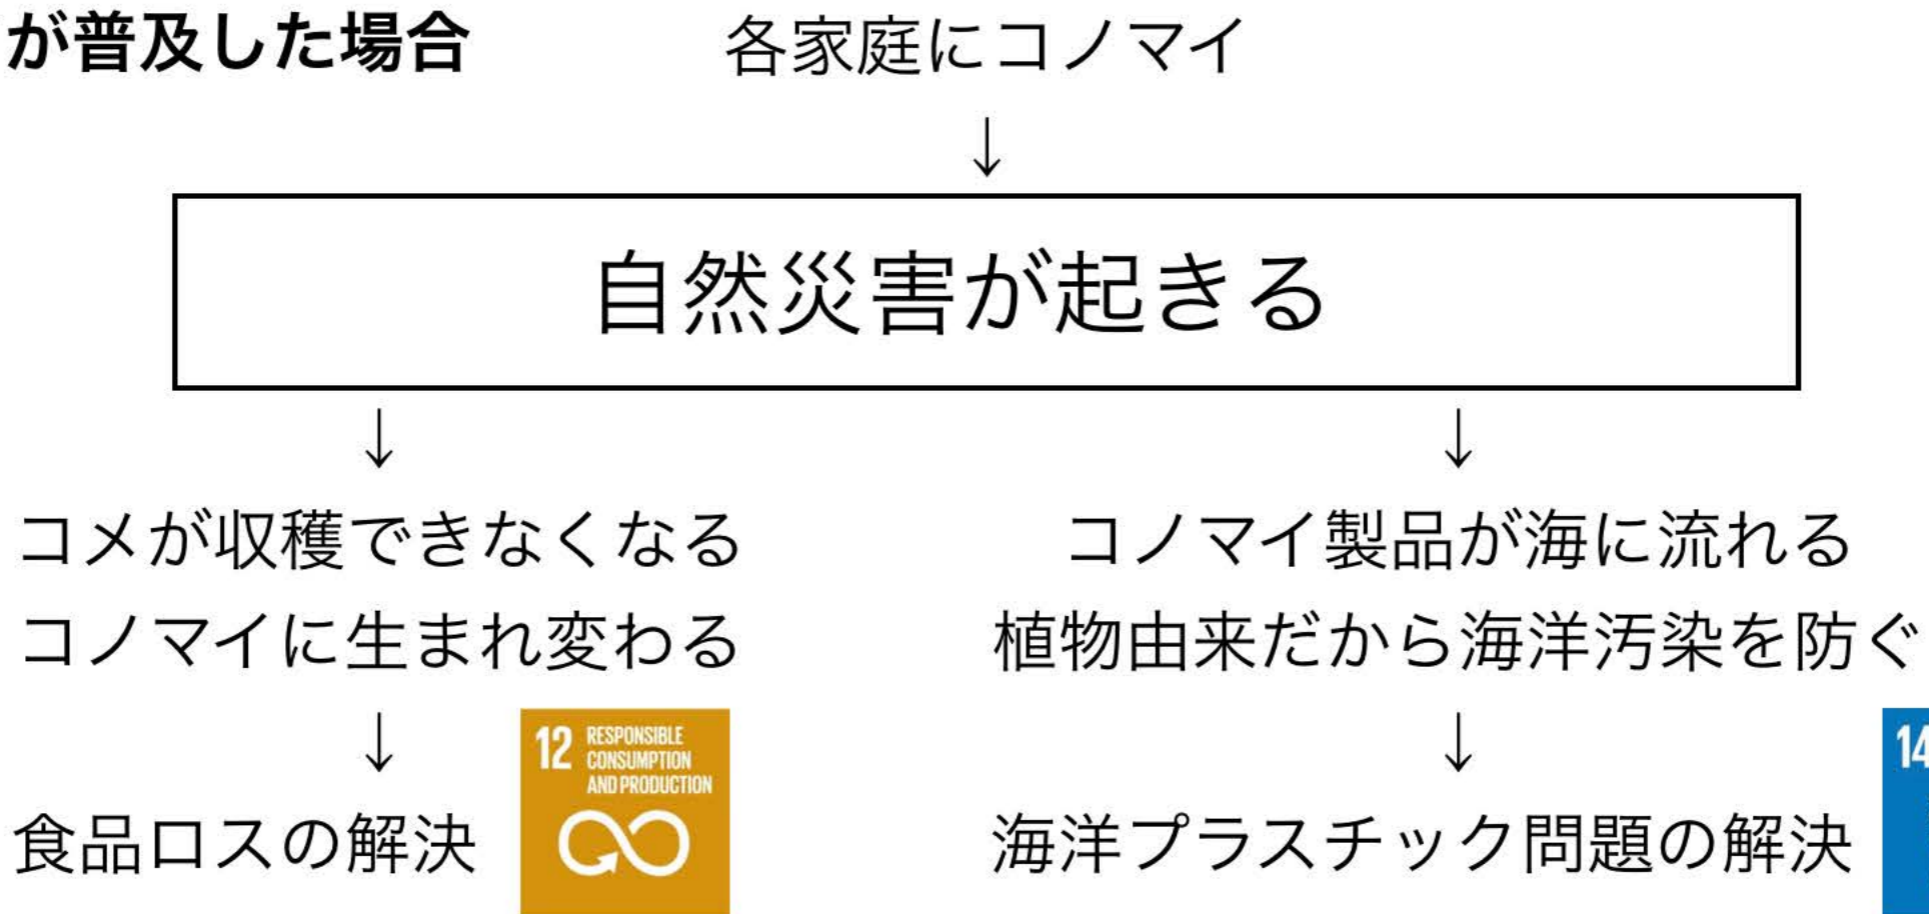 が普及した場合
各家庭にコノマイ
↓
自然災害が起きる
↓ ↓
コメが収穫できなくなる
コノマイに生まれ変わる
↓
食品ロスの解決
12 RESPONSIBLE
CONSUMPTION
AND PRODUCTION
コノマイ製品が海に流れる
植物由来だから海洋汚染を防ぐ
↓
海洋プラスチック問題の解決
14